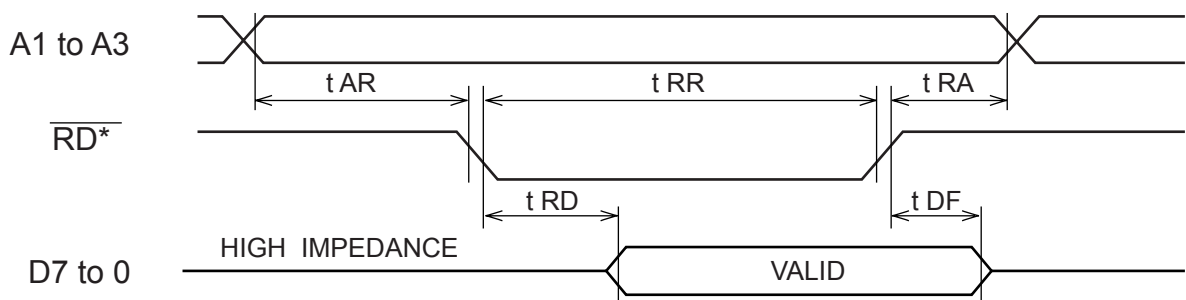 A1 to A3
t AR
t RR
t RA
RD*
t RD
t DF
HIGH IMPEDANCE
D7 to 0
VALID